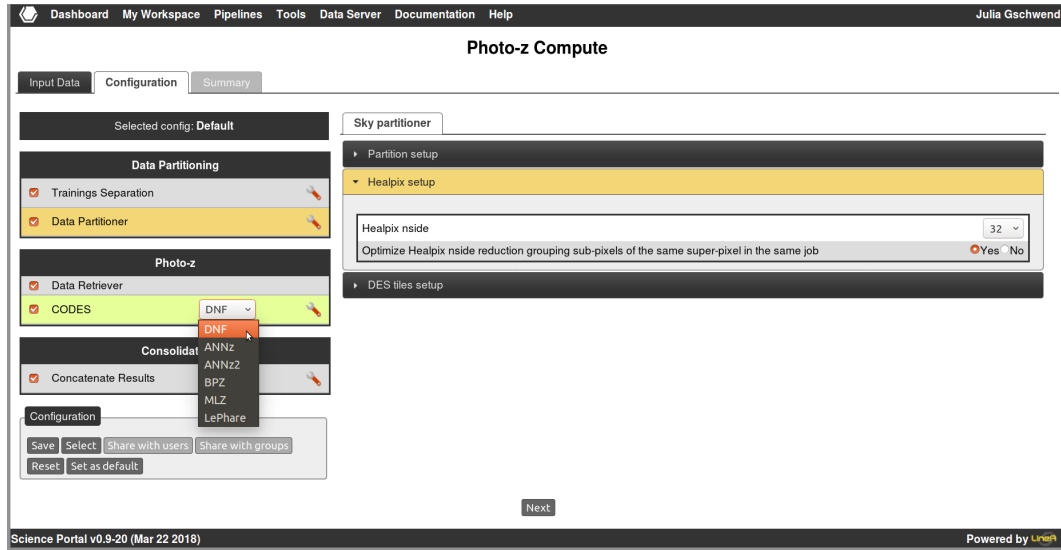 Dashboard My Workspace Pipelines Tools Data Server Documentation Help Julia Gschwend
Photo-z Compute
Input Data Configuration Summary
Selected config: Default
Data Partitioning
Trainings Separation
Data Partitioner
Photo-z
Data Retriever
CODES DNF
DNF
ANNz
ANNz2
BPZ
MLZ
LePhare
Consolidat
Concatenate Results
Configuration
Save Select Share with users Share with groups
Reset Set as default
Sky partitioner
Partition setup
Healpix setup
Healpix nside 32
Optimize Healpix nside reduction grouping sub-pixels of the same super-pixel in the same job Yes No
DES tiles setup
Next
Science Portal v0.9-20 (Mar 22 2018) Powered by LIneA